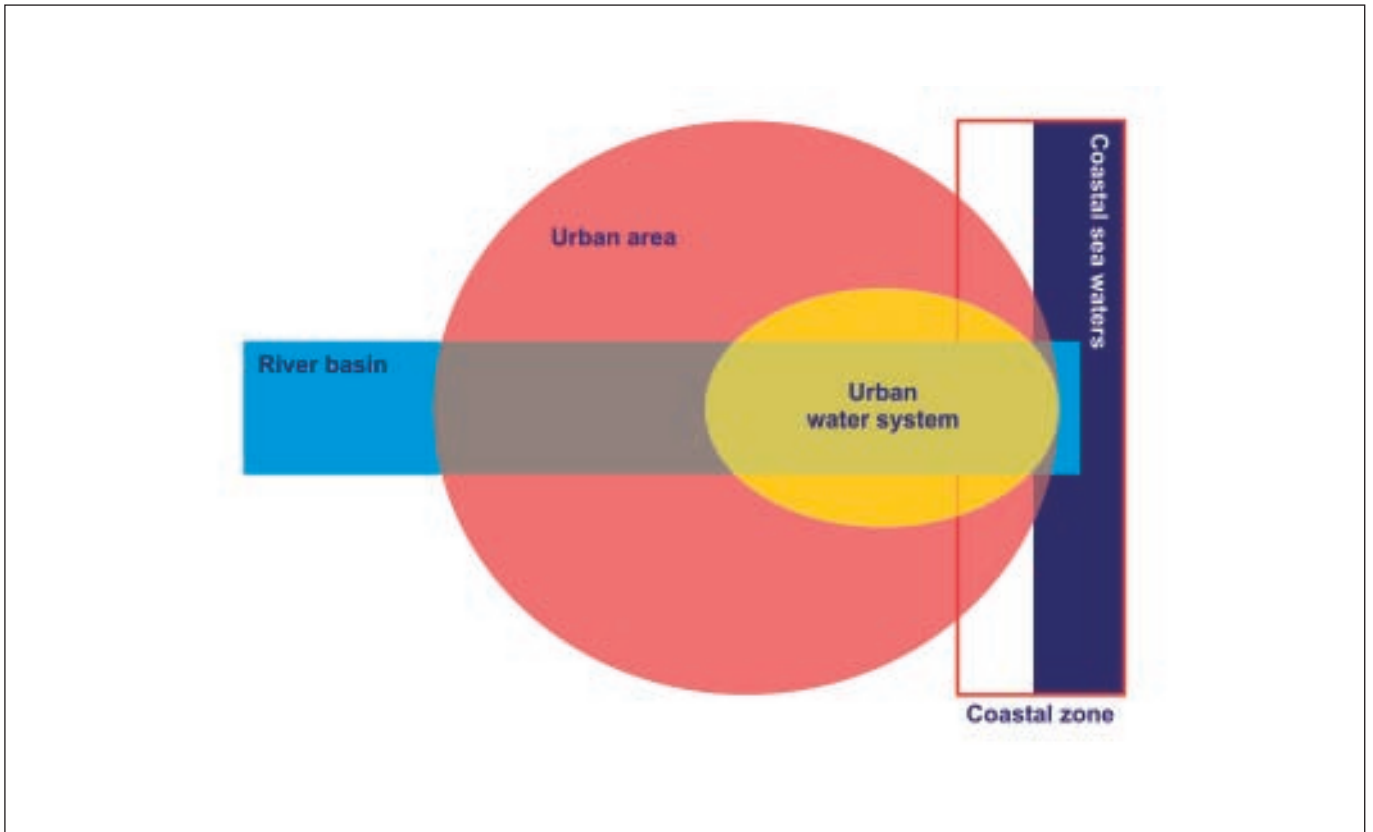 Urban area
Coastal sea waters
River basin
Urban
water system
Coastal zone